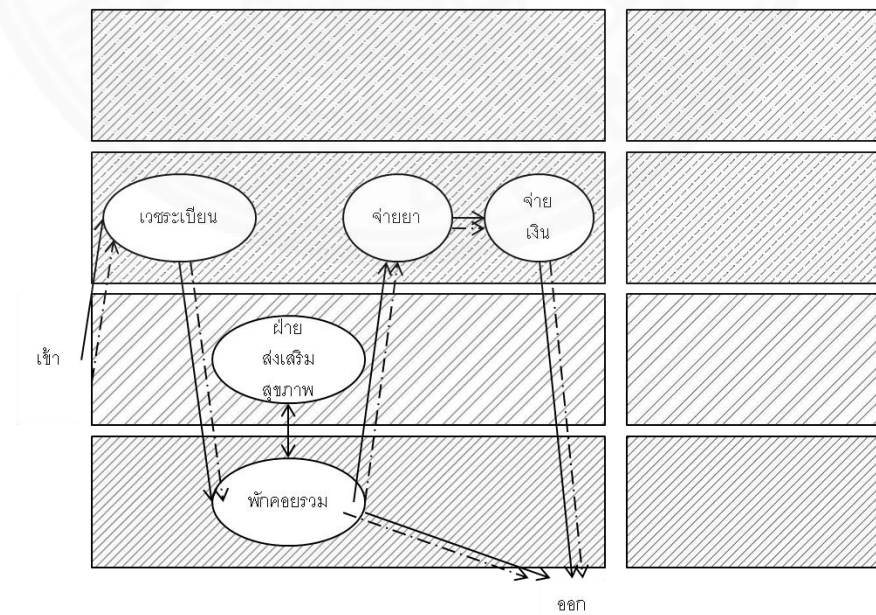 เวชระเบียน
จ่ายยา
จ่าย
เงิน
ฝ่าย
ส่งเสริม
สุขภาพ
เข้า
พักคอยรวม
ออก